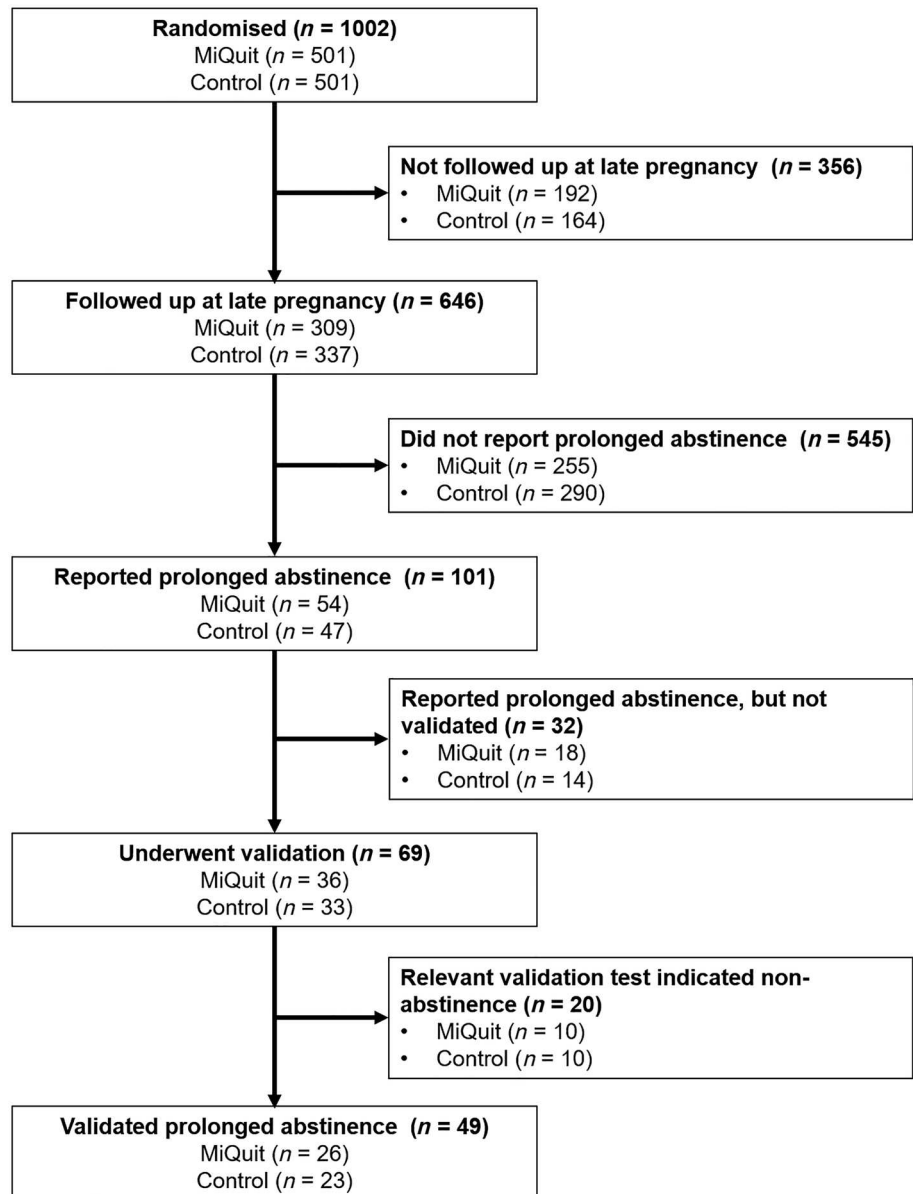 Randomised (n = 1002)
MiQuit (n = 501)
Control (n = 501)
Not followed up at late pregnancy (n = 356)
• MiQuit (n = 192)
• Control (n = 164)
Followed up at late pregnancy (n = 646)
MiQuit (n = 309)
Control (n = 337)
Did not report prolonged abstinence (n = 545)
• MiQuit (n = 255)
• Control (n = 290)
Reported prolonged abstinence (n = 101)
MiQuit (n = 54)
Control (n = 47)
Reported prolonged abstinence, but not
validated (n = 32)
• MiQuit (n = 18)
• Control (n = 14)
Underwent validation (n = 69)
MiQuit (n = 36)
Control (n = 33)
Relevant validation test indicated non-
abstinence (n = 20)
• MiQuit (n = 10)
• Control (n = 10)
Validated prolonged abstinence (n = 49)
MiQuit (n = 26)
Control (n = 23)